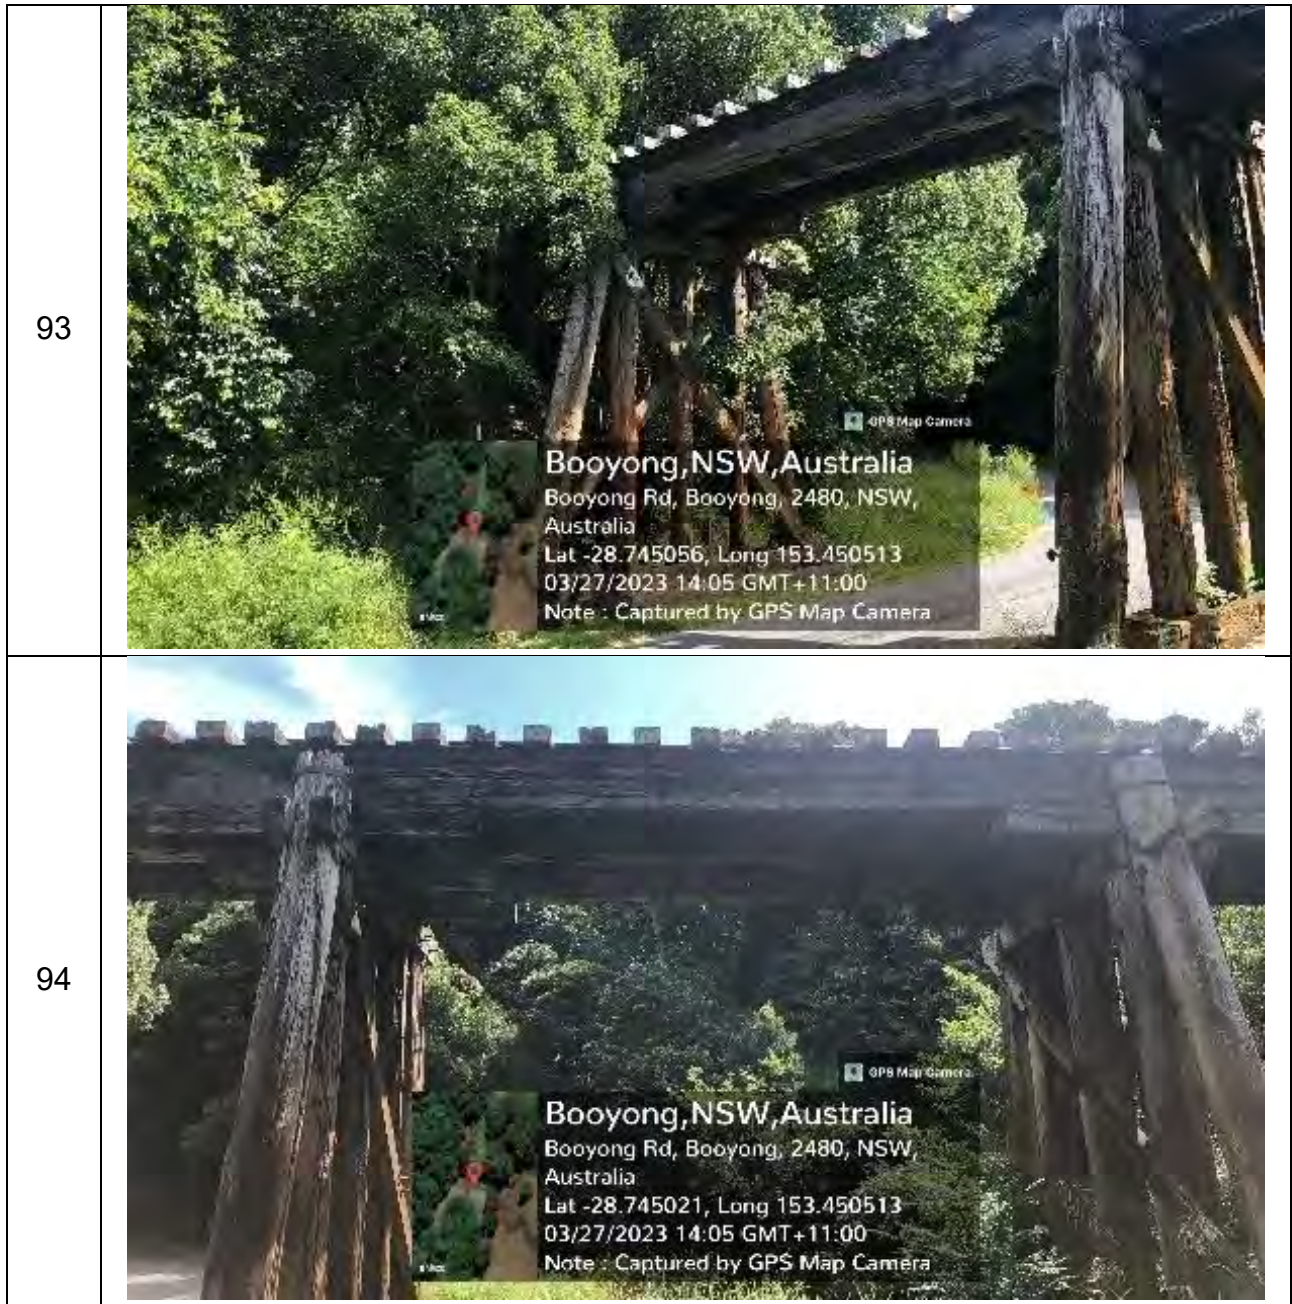 93
GPS Map Camera
Booyong,NSW,Australia
Booyong Rd, Booyong, 2480, NSW,
Australia
Lat -28.745056, Long 153.450513
03/27/2023 14:05 GMT+11:00
Note : Captured by GPS Map Camera
94
GPS Map Camera
Booyong,NSW,Australia
Booyong Rd, Booyong, 2480, NSW,
Australia
Lat -28.745021, Long 153.450513
03/27/2023 14:05 GMT+11:00
Note : Captured by GPS Map Camera